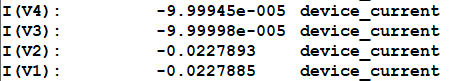 I(V4): -9.99945e-005 device_current
I(V3): -9.99998e-005 device_current
I(V2): -0.0227893 device_current
I(V1): -0.0227885 device_current